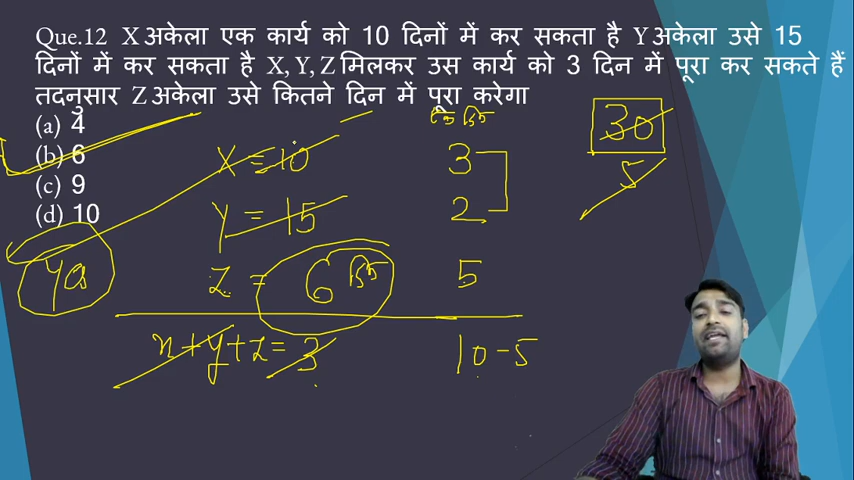 Que.12 X अकेला एक कार्य को 10 दिनों में कर सकता है Y अकेला उसे 15
दिनों में कर सकता है X, Y, Z मिलकर उस कार्य को 3 दिन में पूरा कर सकते हैं
तदनुसार Z अकेला उसे कितने दिन में पूरा करेगा
(a) 4
(b) 6
(c) 9
(d) 10
30
5
X = 10
3
Y = 15
2
Z = 6 दिन
5
x + y + z = 3
10 - 5